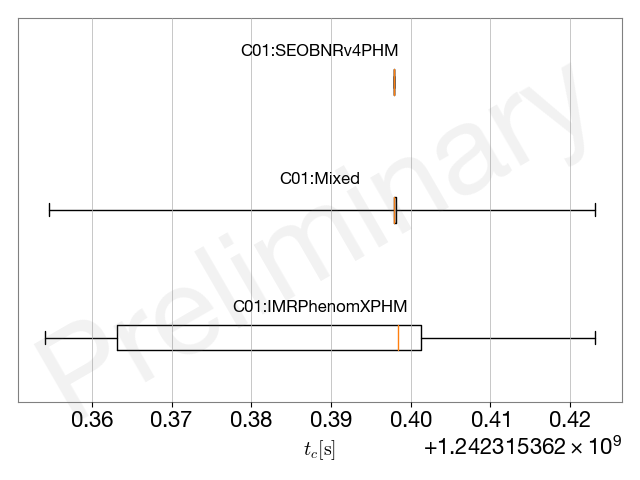 C01:SEOBNRv4PHM
C01:Mixed
C01:IMRPhenomXPHM
Preliminary
0.36 0.37 0.38 0.39 0.40 0.41 0.42
t_c[s]
+1.242315362 × 10⁹